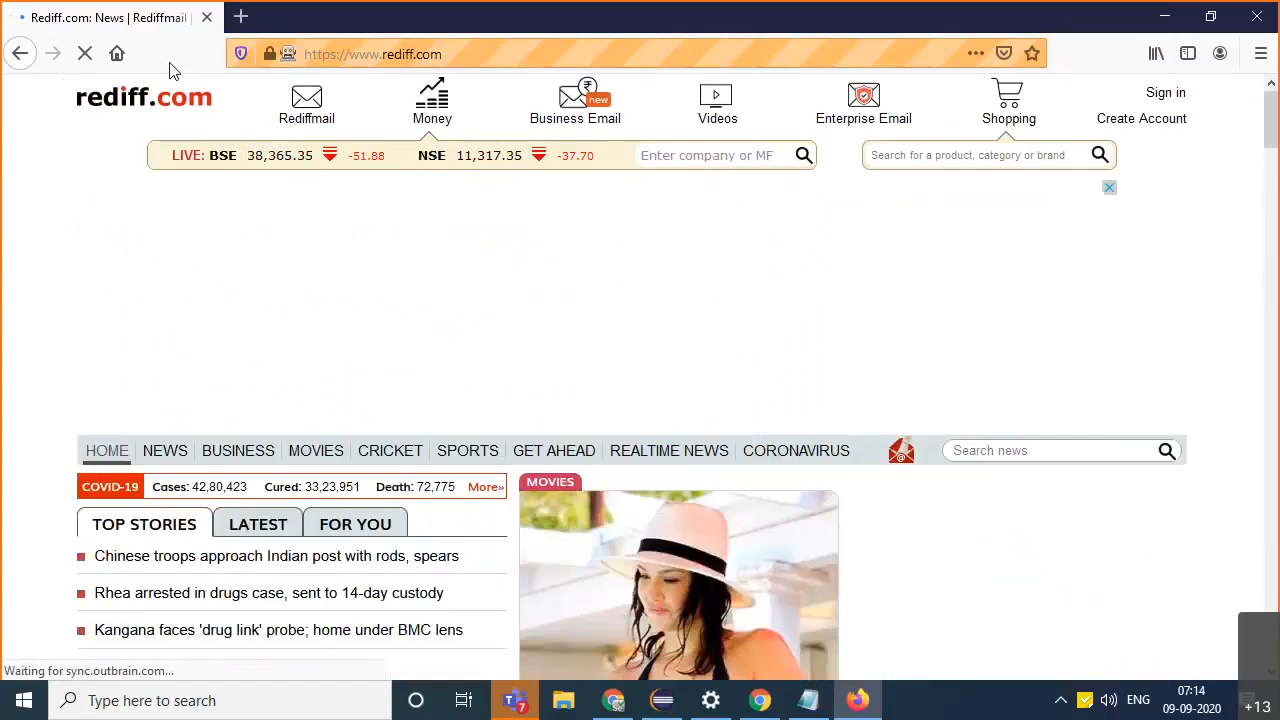 Rediff.com: News | Rediffmail |
https://www.rediff.com
rediff.com
Rediffmail
Money
new
Business Email
Videos
Enterprise Email
Shopping
Sign in
Create Account
LIVE: BSE 38,365.35 -51.88 NSE 11,317.35 -37.70 Enter company or MF
Search for a product, category or brand
HOME NEWS BUSINESS MOVIES CRICKET SPORTS GET AHEAD REALTIME NEWS CORONAVIRUS Search news
COVID-19 Cases: 42,80,423 Cured: 33,23,951 Death: 72,775 More»
MOVIES
TOP STORIES LATEST FOR YOU
Chinese troops approach Indian post with rods, spears
Rhea arrested in drugs case, sent to 14-day custody
Kangana faces 'drug link' probe; home under BMC lens
Waiting for sync.outbrain.com...
Type here to search
7
ENG
07:14
09-09-2020
+13